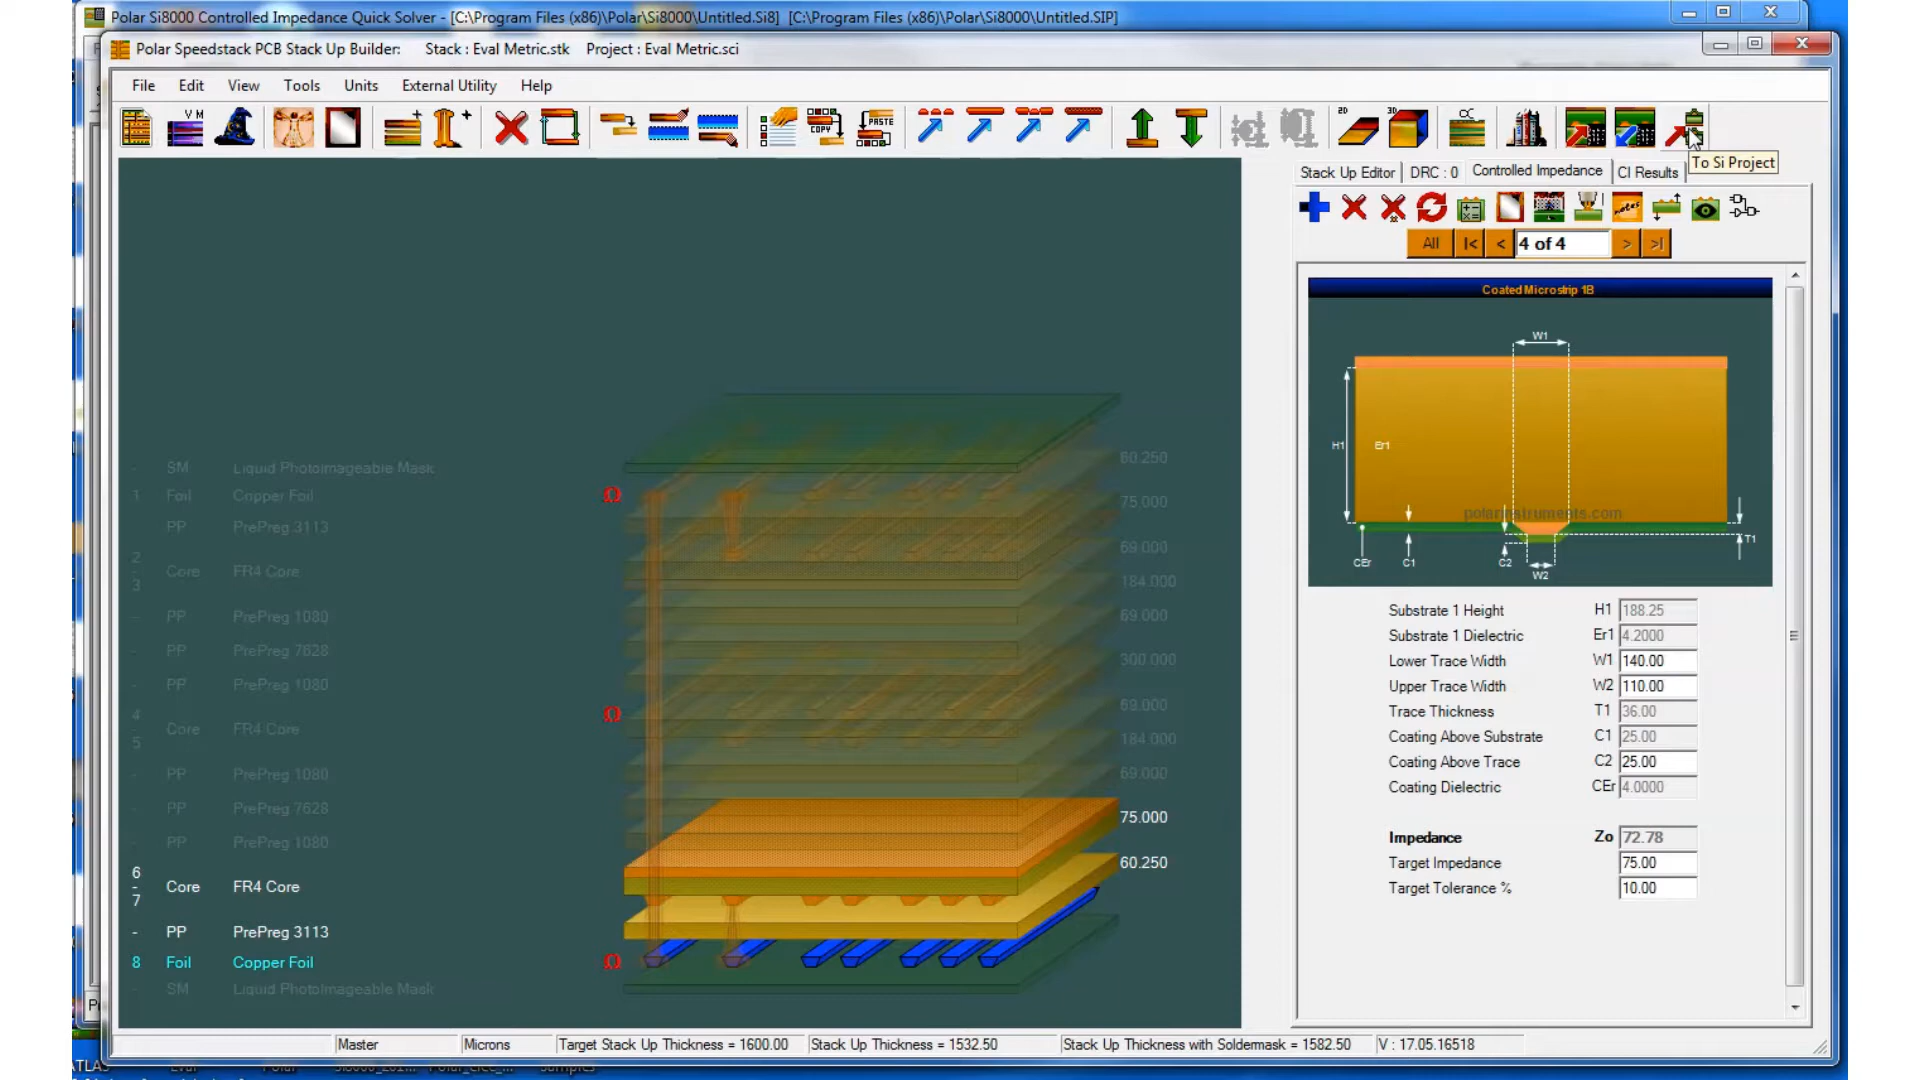 Polar Si8000 Controlled Impedance Quick Solver - [C:\Program Files (x86)\Polar\Si8000\Untitled.Si8] [C:\Program Files (x86)\Polar\Si8000\Untitled.SIP]
Polar Speedstack PCB Stack Up Builder: Stack : Eval Metric.stk Project : Eval Metric.sci
File Edit View Tools Units External Utility Help
V M
COPY
PASTE
2D
3D
To Si Project
Stack Up Editor DRC : 0 Controlled Impedance CI Results
notes
All |< < 4 of 4 > >|
Coated Microstrip 1B
W1
H1 Er1
polarinstruments.com
T1
CEr C1 C2
W2
Substrate 1 Height H1 188.25
Substrate 1 Dielectric Er1 4.2000
Lower Trace Width W1 140.00
Upper Trace Width W2 110.00
Trace Thickness T1 36.00
Coating Above Substrate C1 25.00
Coating Above Trace C2 25.00
Coating Dielectric CEr 4.0000
Impedance Zo 72.78
Target Impedance 75.00
Target Tolerance % 10.00
- SM Liquid PhotoImageable Mask 60.250
1 Foil Copper Foil Ω 75.000
PP PrePreg 3113 69.000
2
- Core FR4 Core 184.000
3
- PP PrePreg 1080 69.000
- PP PrePreg 7628 300.000
- PP PrePreg 1080 69.000
4 Ω
- Core FR4 Core 184.000
5
- PP PrePreg 1080 69.000
- PP PrePreg 7628 75.000
- PP PrePreg 1080 60.250
6
- Core FR4 Core
7
- PP PrePreg 3113
8 Foil Copper Foil Ω
- SM Liquid PhotoImageable Mask
Master Microns Target Stack Up Thickness = 1600.00 Stack Up Thickness = 1532.50 Stack Up Thickness with Soldermask = 1582.50 V : 17.05.16518